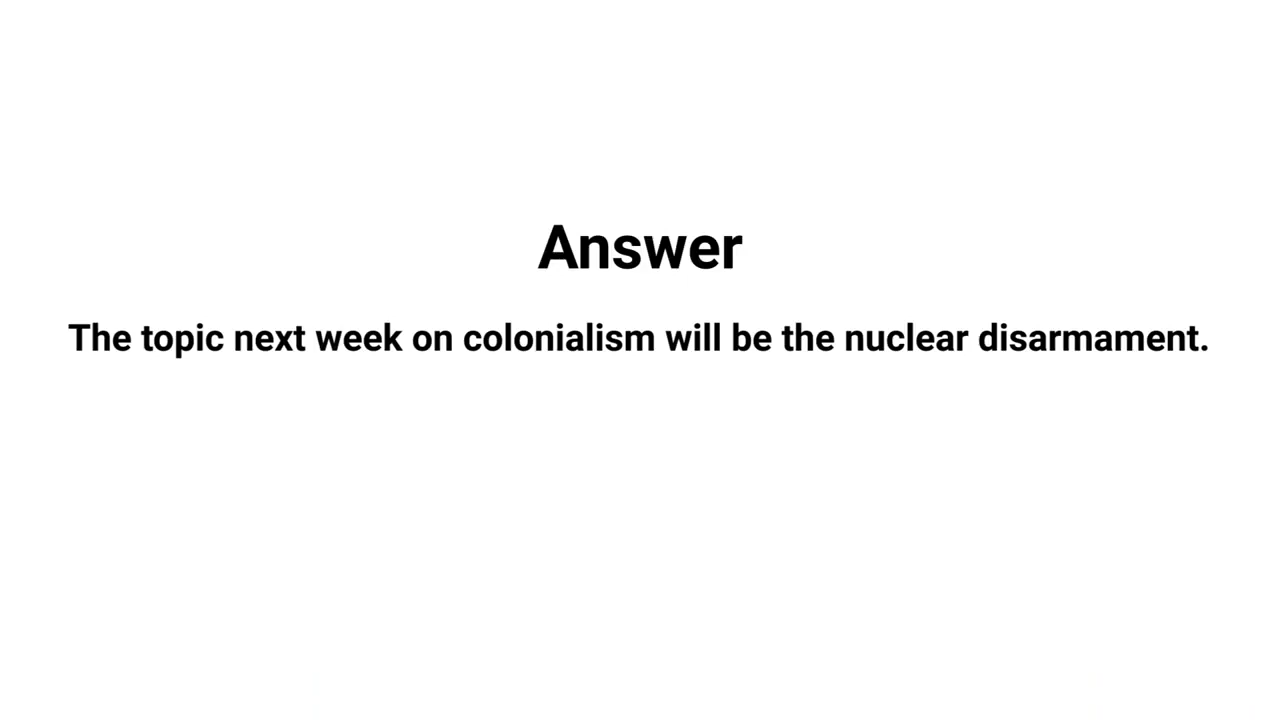 Answer
The topic next week on colonialism will be the nuclear disarmament.